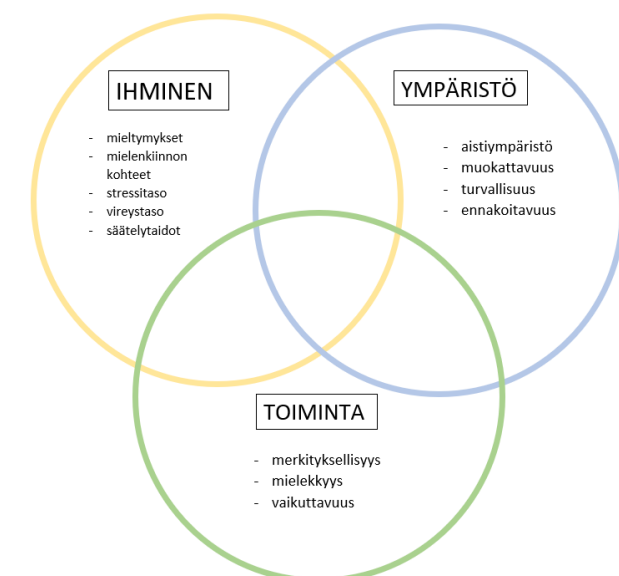 IHMINEN
- mieltymykset
- mielenkiinnon
kohteet
- stressitaso
- vireystaso
- säätelytaidot
YMPÄRISTÖ
- aistiympäristö
- muokattavuus
- turvallisuus
- ennakoitavuus
TOIMINTA
- merkityksellisyys
- mielekkyys
- vaikuttavuus